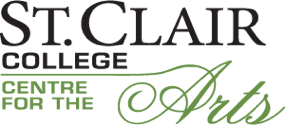 ST. CLAIR
COLLEGE
CENTRE
FOR THE
Arts